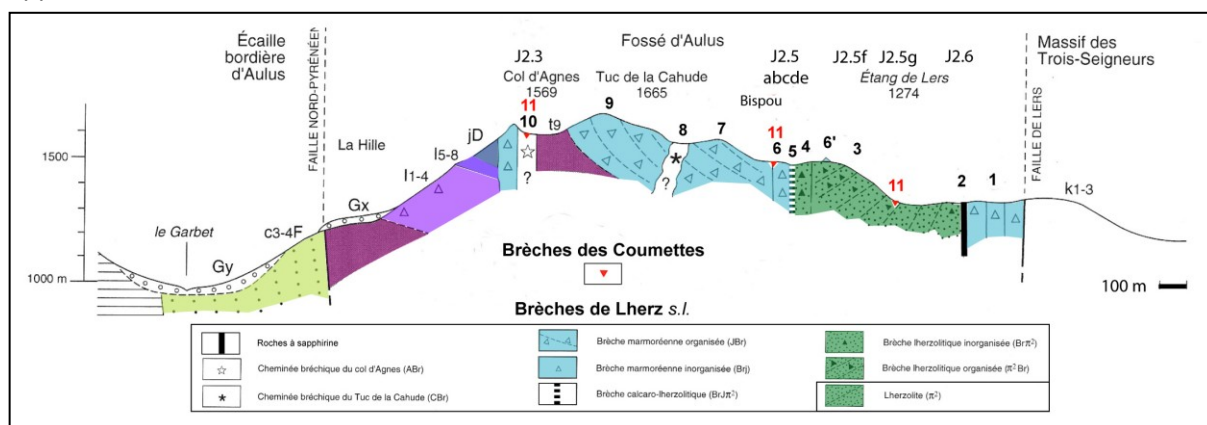 Écaille
bordière
d'Aulus
FAILLE NORD-PYRÉNÉEN
Fossé d'Aulus
Massif des
Trois-Seigneurs
J2.3
Col d'Agnes
1569
Tuc de la Cahude
1665
J2.5
abcde
Bispou
J2.5f
J2.5g
Étang de Lers
1274
J2.6
FAILLE DE LERS
La Hille
11
10
t9
9
8
7
11
6
5
4
6'
3
11
2
1
k1-3
1500
jD
l5-8
l1-4
Gx
c3-4F
le Garbet
Gy
1000 m
?
?
100 m
Brèches des Coumettes
Brèches de Lherz s.l.
Roches à sapphirine
Cheminée bréchique du col d'Agnes (ABr)
Cheminée bréchique du Tuc de la Cahude (CBr)
Brèche marmoréenne organisée (JBr)
Brèche marmoréenne inorganisée (Brj)
Brèche calcaro-lherzolitique (BrJπ²)
Brèche lherzolitique inorganisée (Brπ²)
Brèche lherzolitique organisée (π²Br)
Lherzolite (π²)